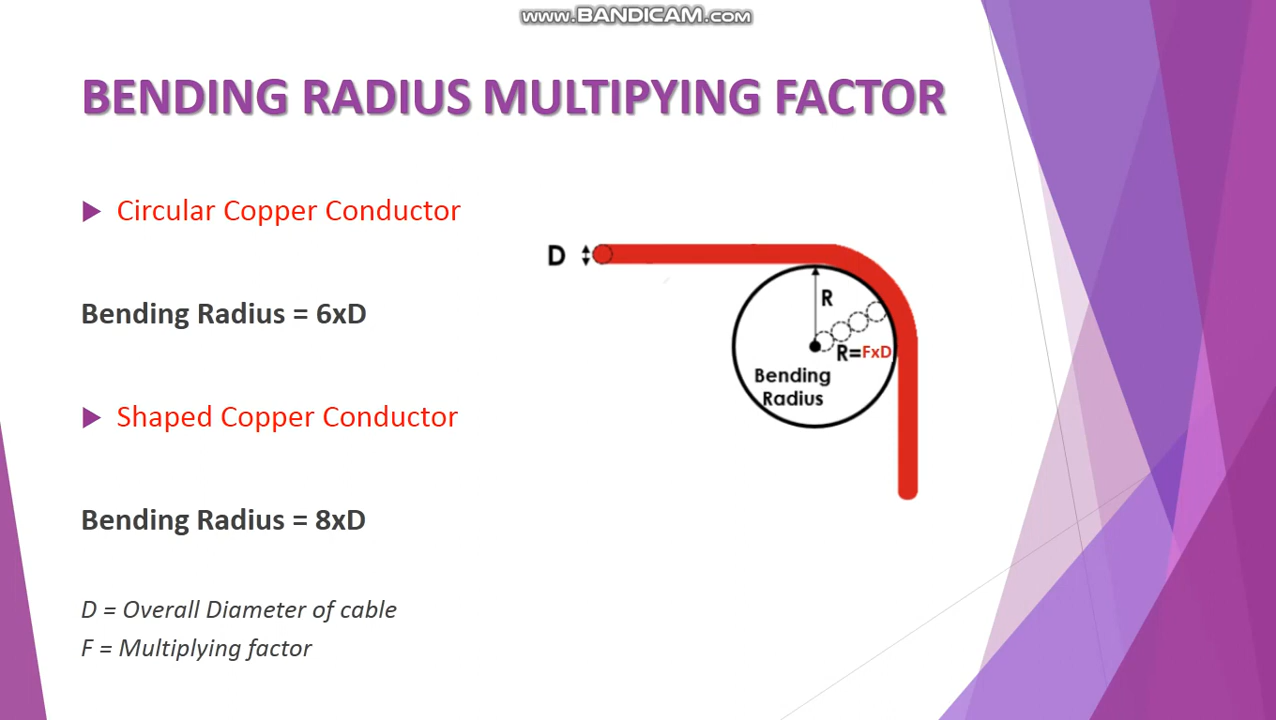 www.BANDICAM.com
BENDING RADIUS MULTIPYING FACTOR
Circular Copper Conductor
Bending Radius = 6xD
Shaped Copper Conductor
Bending Radius = 8xD
D = Overall Diameter of cable
F = Multiplying factor
D
R
R=FxD
Bending
Radius